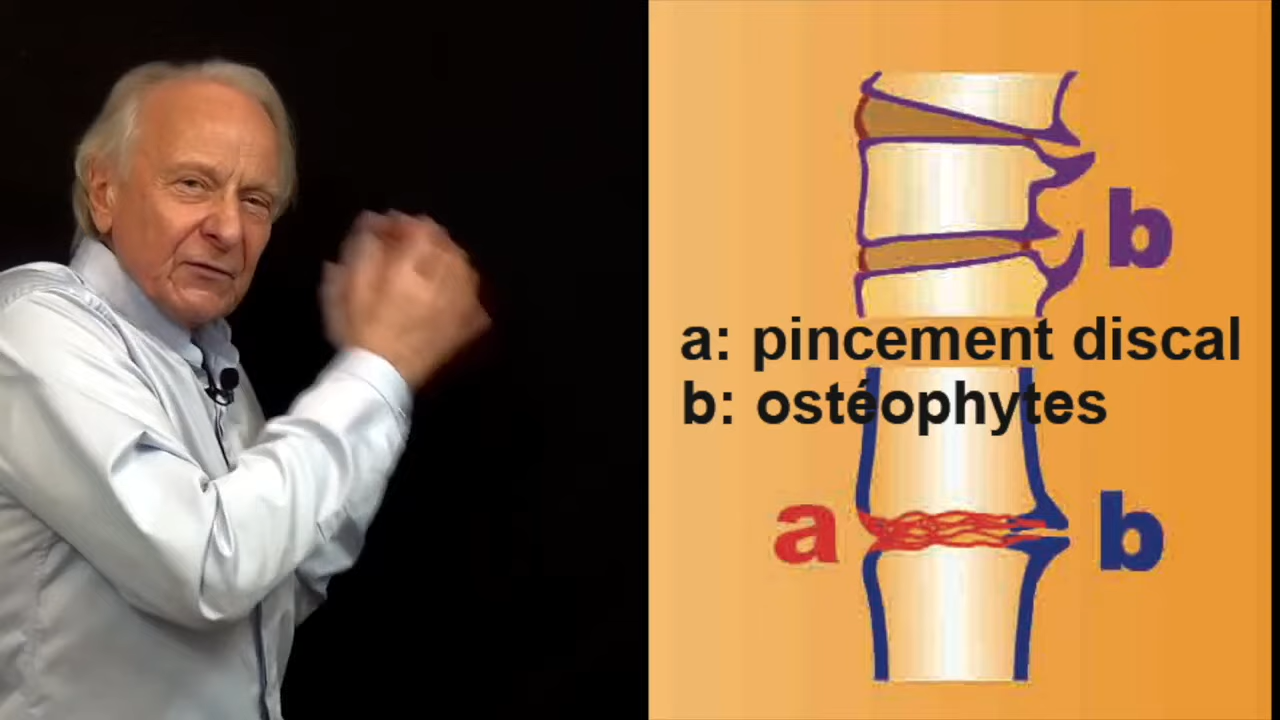 b
a: pincement discal
b: ostéophytes
a
b